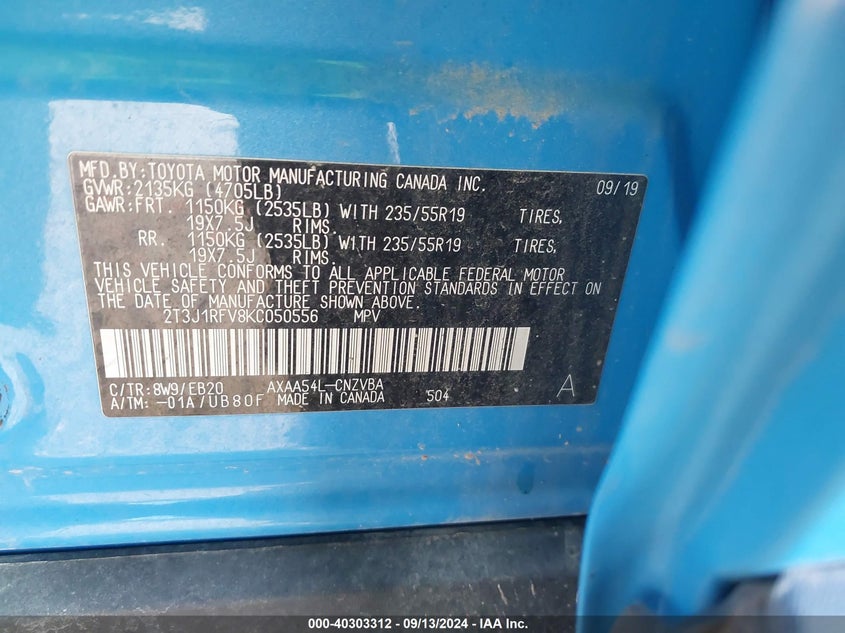 MFD.BY:TOYOTA MOTOR MANUFACTURING CANADA INC. 09/19
GVWR:2135KG (4705LB)
GAWR:FRT. 1150KG (2535LB) WITH 235/55R19 TIRES,
19X7.5J RIMS.
RR. 1150KG (2535LB) WITH 235/55R19 TIRES,
19X7.5J RIMS.
THIS VEHICLE CONFORMS TO ALL APPLICABLE FEDERAL MOTOR
VEHICLE SAFETY AND THEFT PREVENTION STANDARDS IN EFFECT ON
THE DATE OF MANUFACTURE SHOWN ABOVE.
2T3J1RFV8KC050556 MPV
C/TR:8W9/EB20 AXAA54L-CNZVBA A
A/TM:-01A/UB80F MADE IN CANADA 504
000-40303312 - 09/13/2024 - IAA Inc.